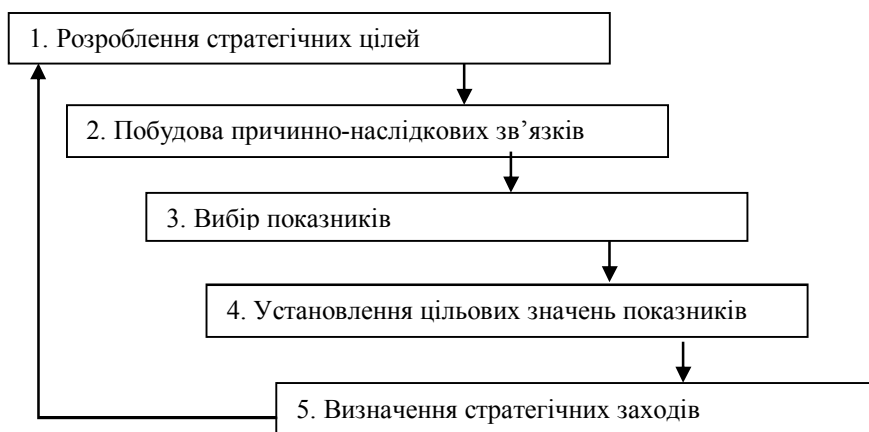 1. Розроблення стратегічних цілей
2. Побудова причинно-наслідкових зв’язків
3. Вибір показників
4. Установлення цільових значень показників
5. Визначення стратегічних заходів